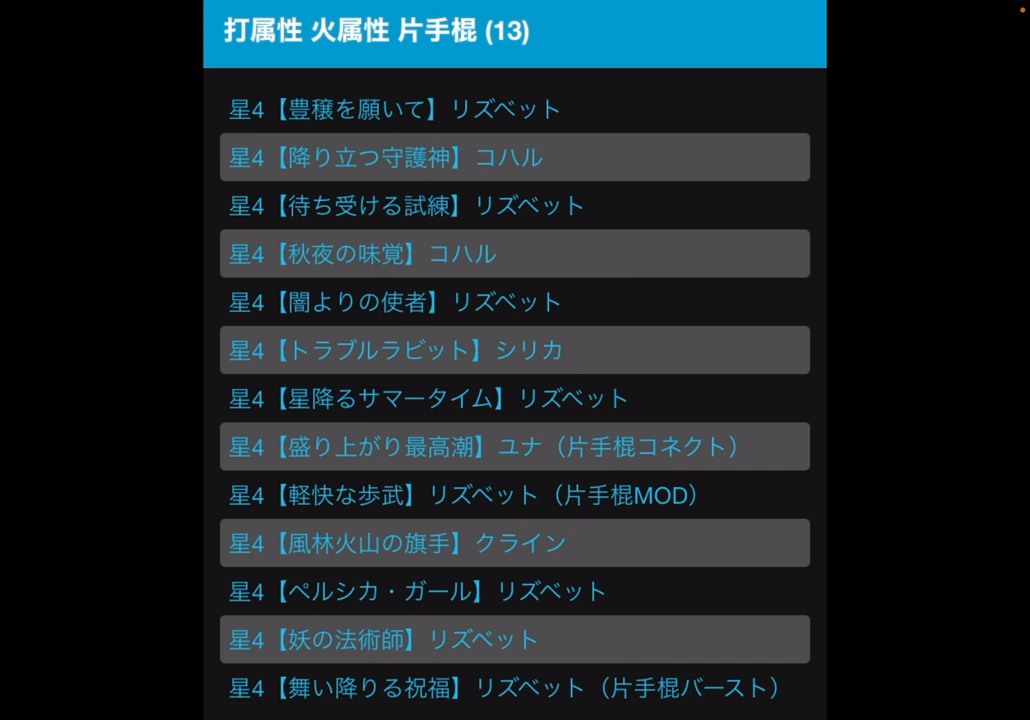 打属性 火属性 片手棍 (13)
星4【豊穣を願いて】リズベット
星4【降り立つ守護神】コハル
星4【待ち受ける試練】リズベット
星4【秋夜の味覚】コハル
星4【闇よりの使者】リズベット
星4【トラブルラビット】シリカ
星4【星降るサマータイム】リズベット
星4【盛り上がり最高潮】ユナ（片手棍コネクト）
星4【軽快な歩武】リズベット（片手棍MOD）
星4【風林火山の旗手】クライン
星4【ペルシカ・ガール】リズベット
星4【妖の法術師】リズベット
星4【舞い降りる祝福】リズベット（片手棍バースト）